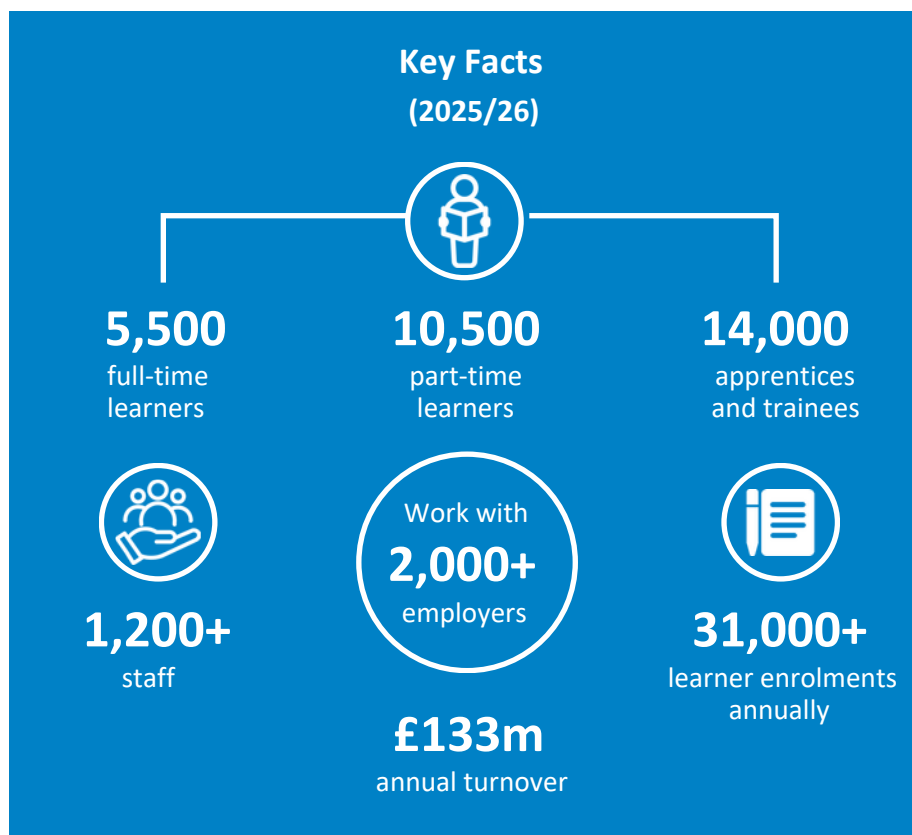 Key Facts
(2025/26)
5,500
full-time
learners
10,500
part-time
learners
14,000
apprentices
and trainees
1,200+
staff
Work with
2,000+
employers
31,000+
learner enrolments
annually
£133m
annual turnover